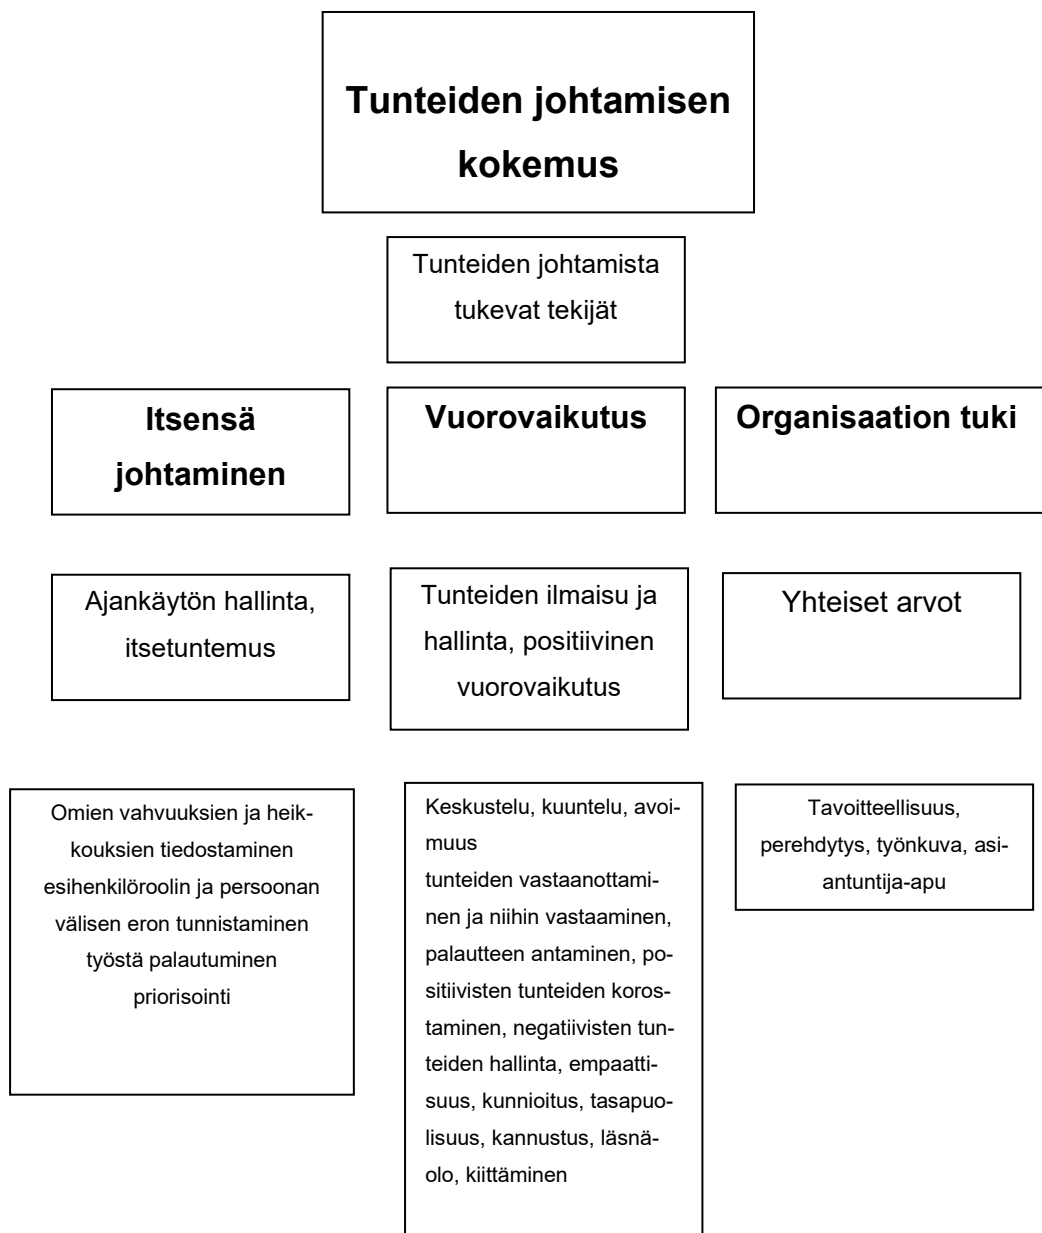 Tunteiden johtamisen
kokemus
Tunteiden johtamista
tukevat tekijät
Itsensä
johtaminen
Vuorovaikutus
Organisaation tuki
Ajankäytön hallinta,
itsetuntemus
Tunteiden ilmaisu ja
hallinta, positiivinen
vuorovaikutus
Yhteiset arvot
Omien vahvuuksien ja heik-
kouksien tiedostaminen
esihenkilöroolin ja persoonan
välisen eron tunnistaminen
työstä palautuminen
priorisointi
Keskustelu, kuuntelu, avoi-
muus
tunteiden vastaanottami-
nen ja niihin vastaaminen,
palautteen antaminen, po-
sitiivisten tunteiden koros-
taminen, negatiivisten tun-
teiden hallinta, empaatti-
suus, kunnioitus, tasapuo-
lisuus, kannustus, läsnä-
olo, kiittäminen
Tavoitteellisuus,
perehdytys, työnkuva, asi-
antuntija-apu